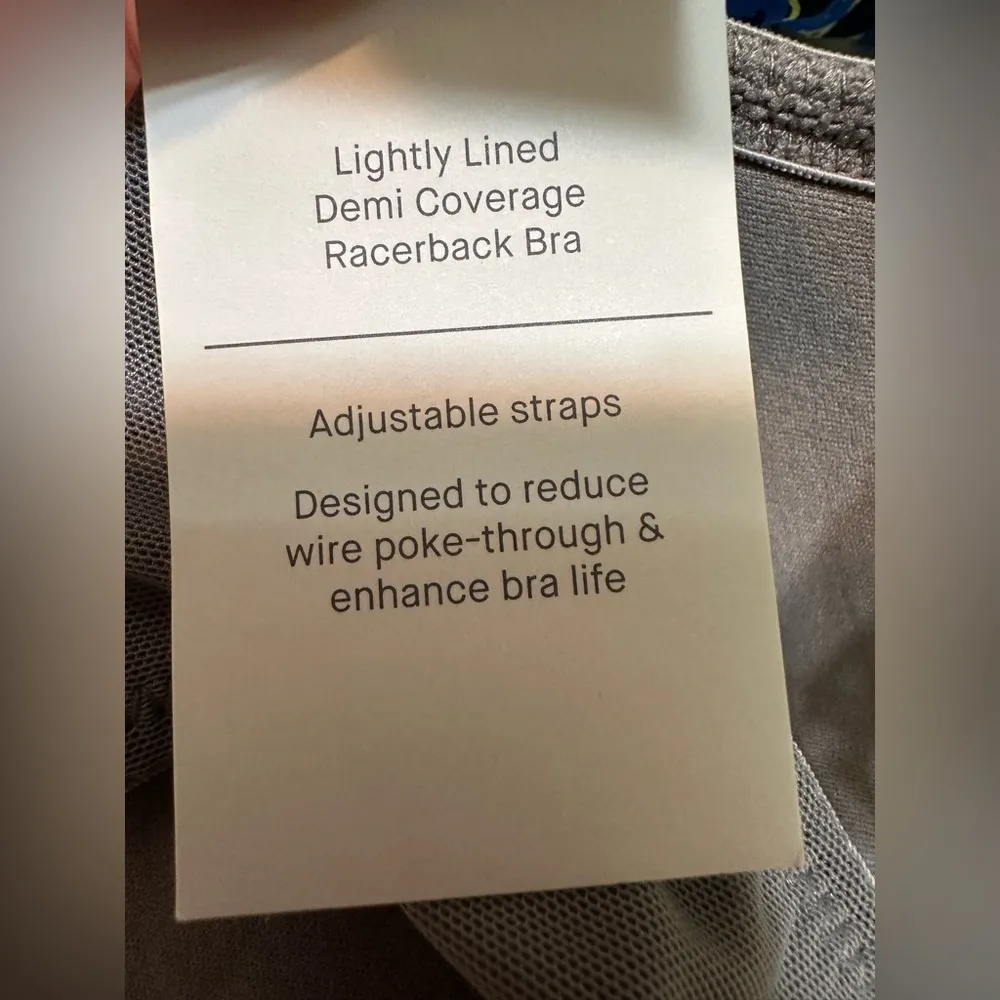 Lightly Lined
Demi Coverage
Racerback Bra
Adjustable straps
Designed to reduce
wire poke-through &
enhance bra life